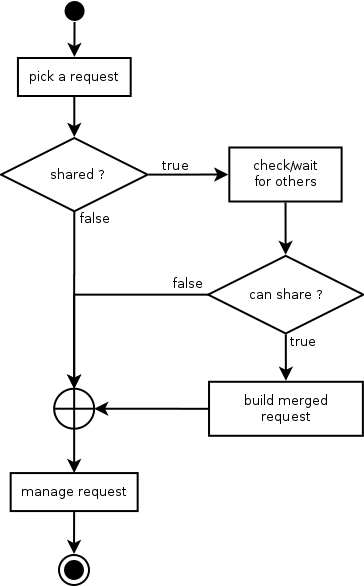 pick a request
shared ?
true
check/wait
for others
false
false
can share ?
true
build merged
request
manage request